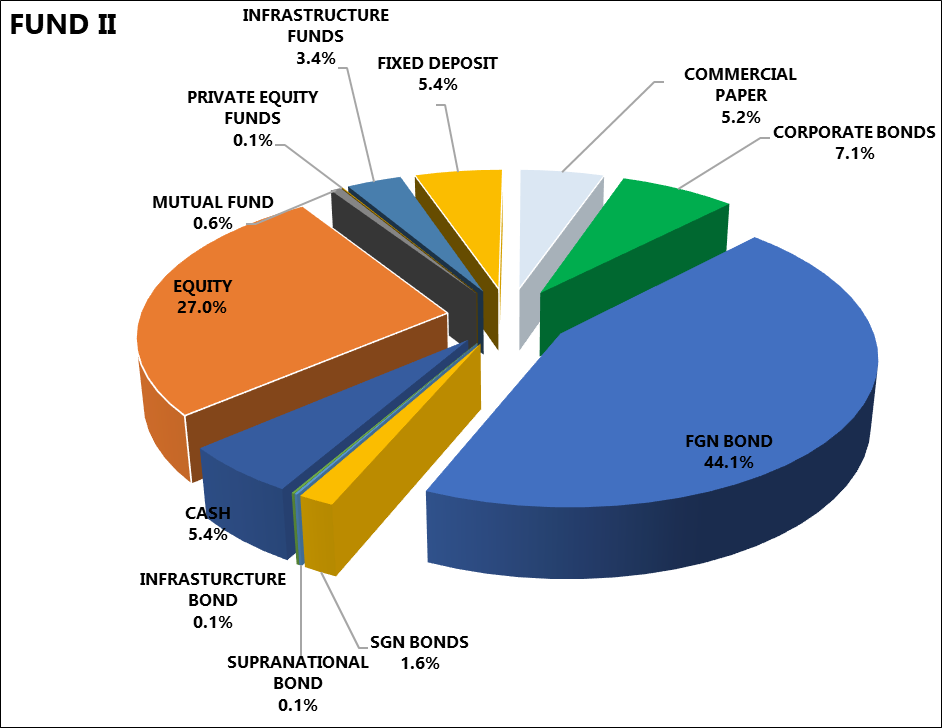 FUND II
INFRASTRUCTURE
FUNDS
3.4%
FIXED DEPOSIT
5.4%
COMMERCIAL
PAPER
5.2%
PRIVATE EQUITY
FUNDS
0.1%
CORPORATE BONDS
7.1%
MUTUAL FUND
0.6%
EQUITY
27.0%
FGN BOND
44.1%
CASH
5.4%
INFRASTURCTURE
BOND
0.1%
SGN BONDS
1.6%
SUPRANATIONAL
BOND
0.1%